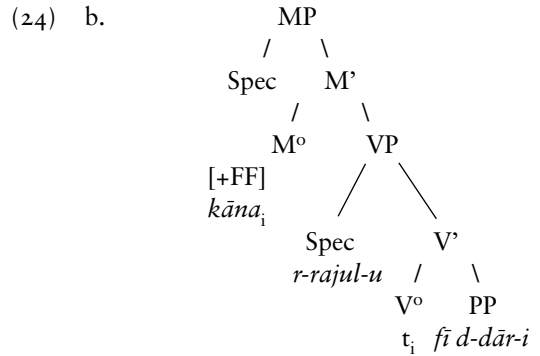 (24) b. MP
Spec M’
Mᵒ VP
[+FF]
kānaᵢ
Spec V’
r-rajul-u
Vᵒ PP
tᵢ fī d-dār-i